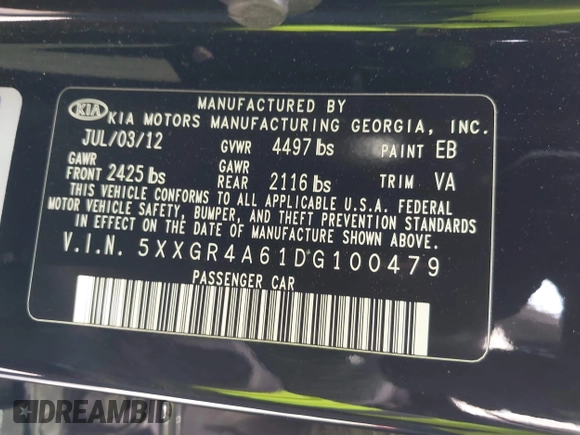 MANUFACTURED BY
KIA KIA MOTORS MANUFACTURING GEORGIA, INC.
JUL/03/12 GVWR 4497 lbs PAINT EB
GAWR FRONT 2425 lbs GAWR REAR 2116 lbs TRIM VA
THIS VEHICLE CONFORMS TO ALL APPLICABLE U.S.A. FEDERAL
MOTOR VEHICLE SAFETY, BUMPER, AND THEFT PREVENTION STANDARDS
IN EFFECT ON THE DATE OF MANUFACTURE SHOWN ABOVE.
V.I.N. 5XXGR4A61DG100479
PASSENGER CAR
DREAMBID